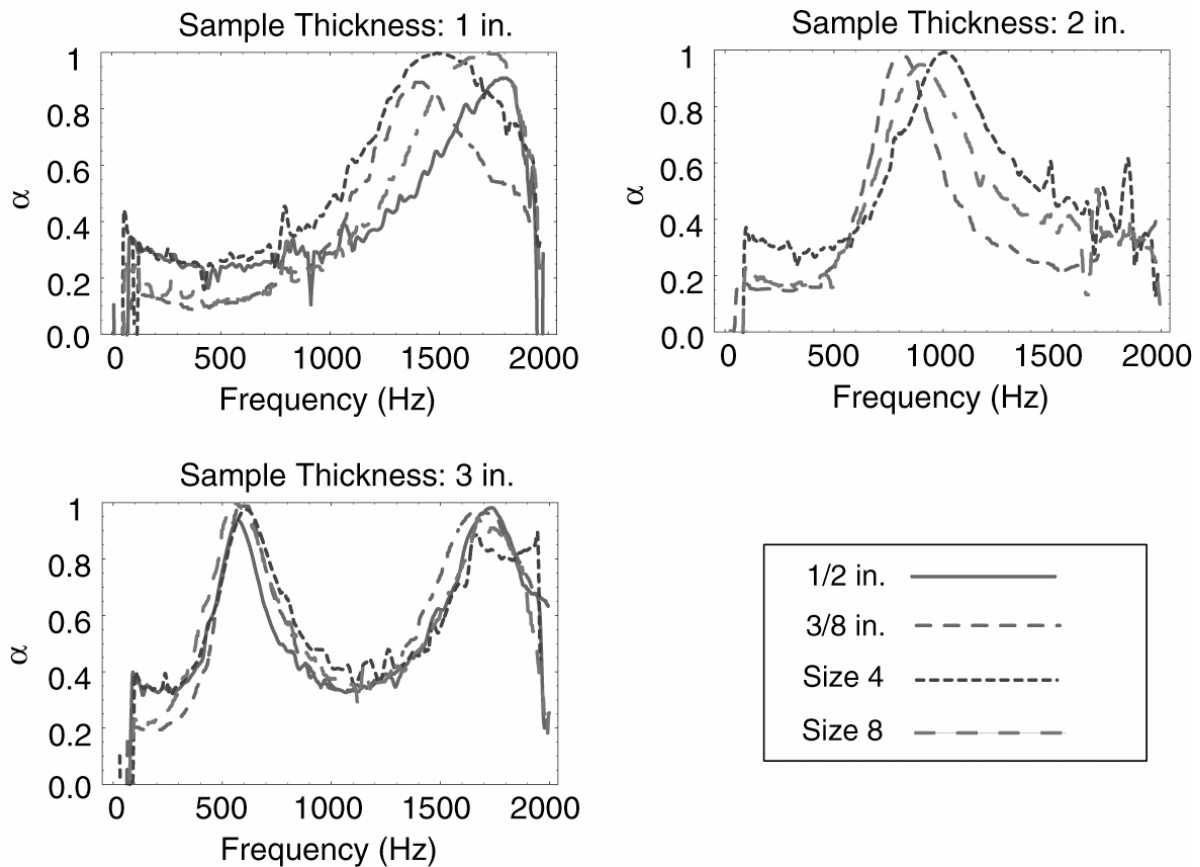 Sample Thickness: 1 in.
1
0.8
0.6
0.4
0.2
0.0
α
0 500 1000 1500 2000
Frequency (Hz)
Sample Thickness: 2 in.
1
0.8
0.6
0.4
0.2
0.0
α
0 500 1000 1500 2000
Frequency (Hz)
Sample Thickness: 3 in.
1
0.8
0.6
0.4
0.2
0.0
α
0 500 1000 1500 2000
Frequency (Hz)
1/2 in.
3/8 in.
Size 4
Size 8